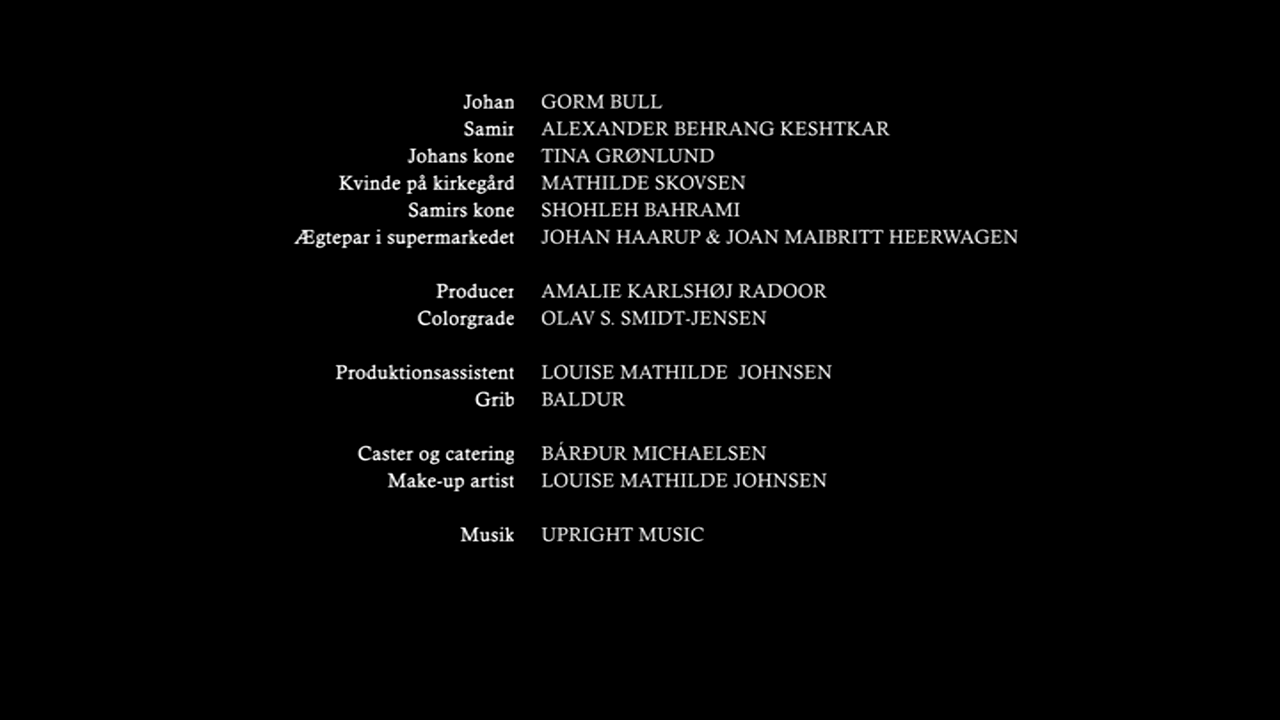 Johan GORM BULL
Samir ALEXANDER BEHRANG KESHTKAR
Johans kone TINA GRØNLUND
Kvinde på kirkegård MATHILDE SKOVSEN
Samirs kone SHOHLEH BAHRAMI
Ægtepar i supermarkedet JOHAN HAARUP & JOAN MAIBRITT HEERWAGEN
Producer AMALIE KARLSHØJ RADOOR
Colorgrade OLAV S. SMIDT-JENSEN
Produktionsassistent LOUISE MATHILDE  JOHNSEN
Grib BALDUR
Caster og catering BÁRÐUR MICHAELSEN
Make-up artist LOUISE MATHILDE JOHNSEN
Musik UPRIGHT MUSIC